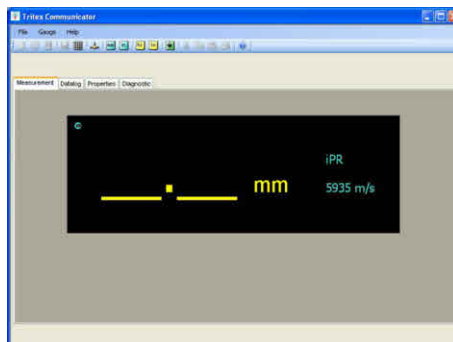 Tritex Communicator
File Gauge Help
Measurement Datalog Properties Diagnostic
iPR
mm
5935 m/s